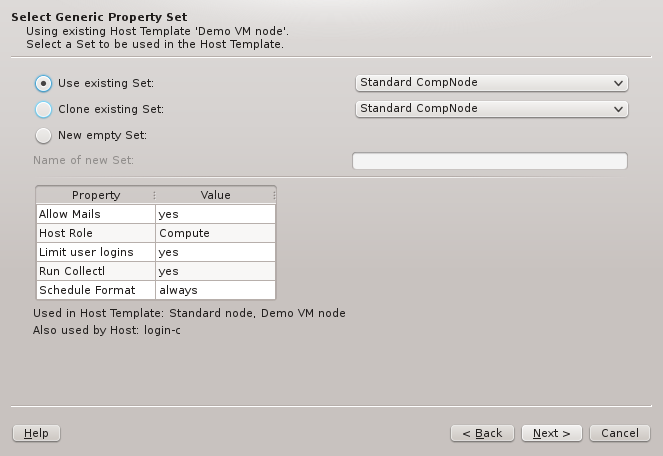 Select Generic Property Set
Using existing Host Template 'Demo VM node'.
Select a Set to be used in the Host Template.
Use existing Set: Standard CompNode
Clone existing Set: Standard CompNode
New empty Set:
Name of new Set:
Property Value
Allow Mails yes
Host Role Compute
Limit user logins yes
Run Collectl yes
Schedule Format always
Used in Host Template: Standard node, Demo VM node
Also used by Host: login-c
Help < Back Next > Cancel